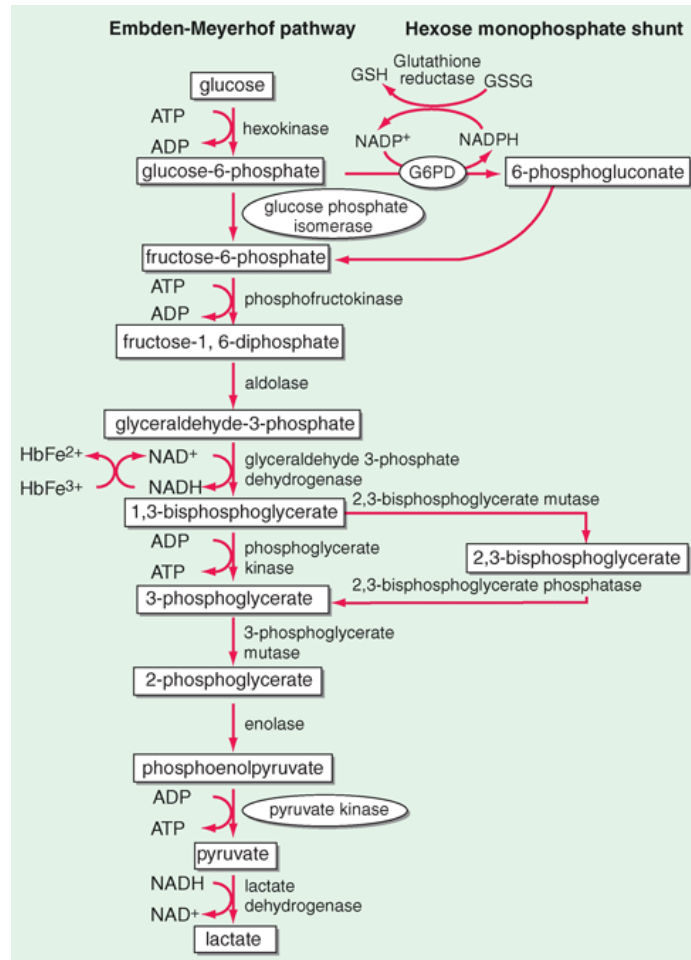 Embden-Meyerhof pathway
Hexose monophosphate shunt
glucose
GSH
Glutathione
reductase
GSSG
ATP
ADP
hexokinase
NADP+
NADPH
glucose-6-phosphate
G6PD
6-phosphogluconate
glucose phosphate
isomerase
fructose-6-phosphate
ATP
ADP
phosphofructokinase
fructose-1, 6-diphosphate
aldolase
glyceraldehyde-3-phosphate
HbFe2+
NAD+
HbFe3+
NADH
glyceraldehyde 3-phosphate
dehydrogenase
2,3-bisphosphoglycerate mutase
1,3-bisphosphoglycerate
ADP
ATP
phosphoglycerate
kinase
2,3-bisphosphoglycerate
2,3-bisphosphoglycerate phosphatase
3-phosphoglycerate
3-phosphoglycerate
mutase
2-phosphoglycerate
enolase
phosphoenolpyruvate
ADP
ATP
pyruvate kinase
pyruvate
NADH
NAD+
lactate
dehydrogenase
lactate